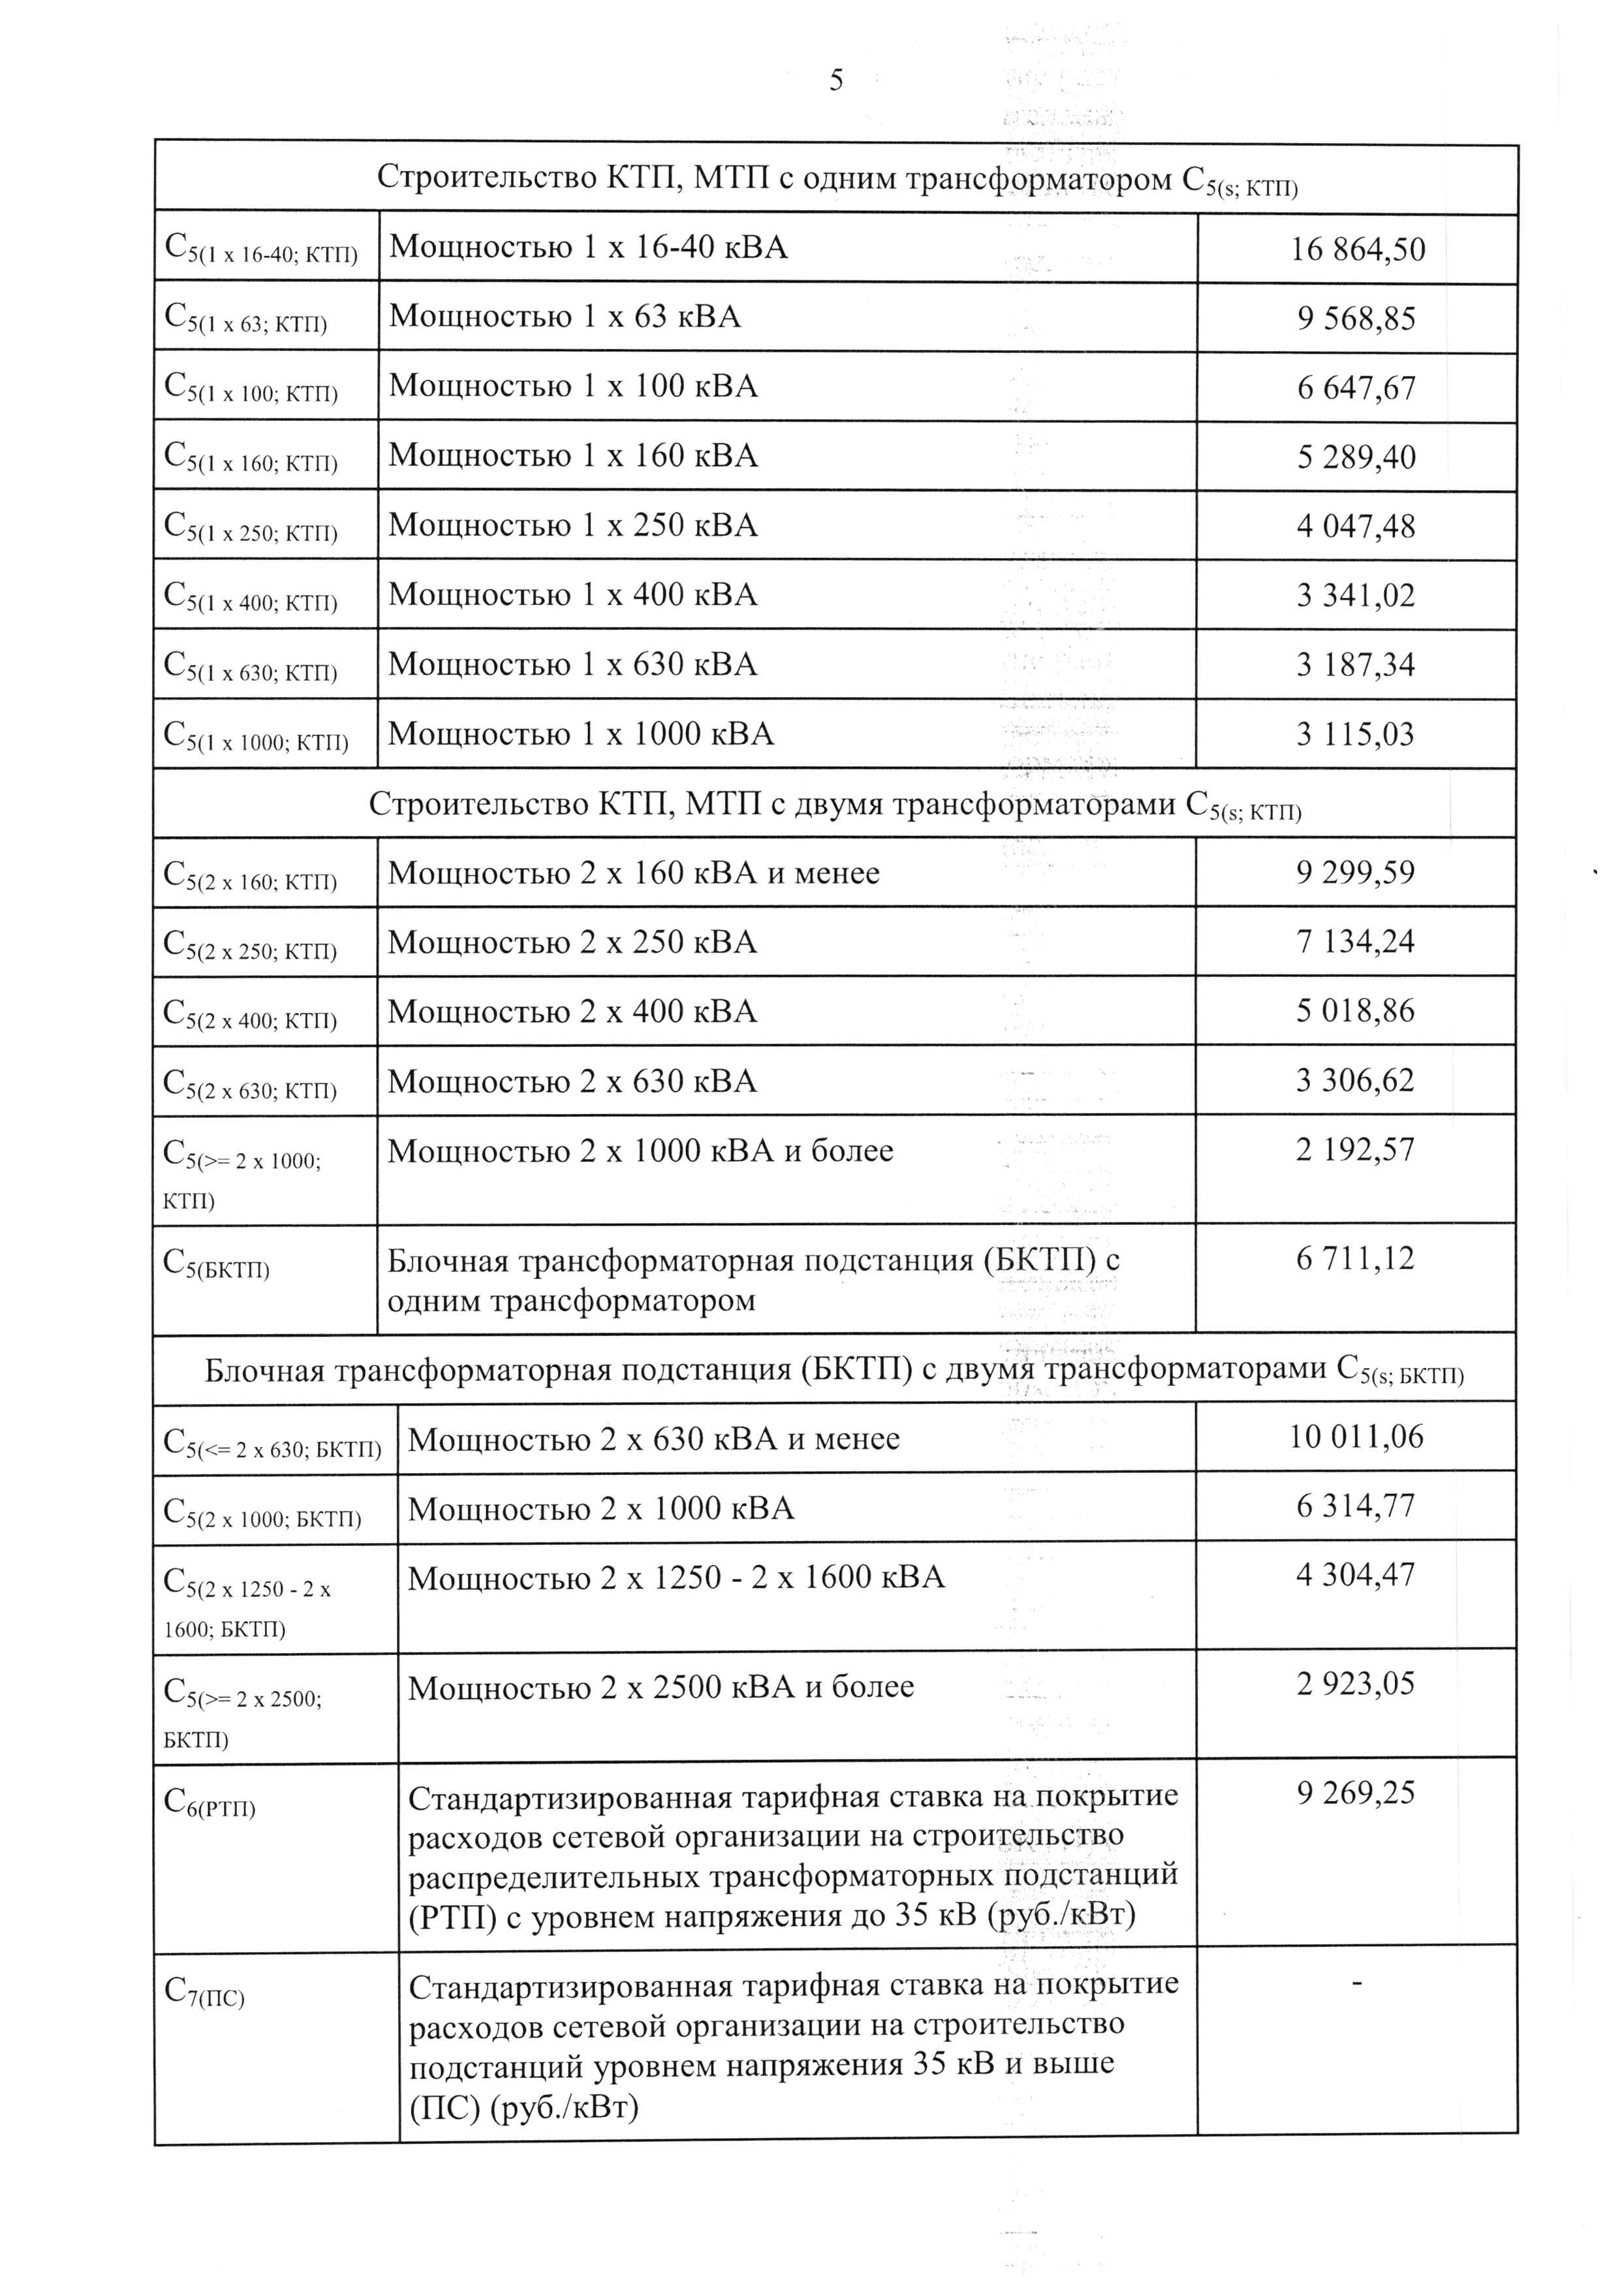 5
Строительство КТП, МТП с одним трансформатором С5(s; КТП)
С5(1 х 16-40; КТП) Мощностью 1 х 16-40 кВА 16 864,50
С5(1 х 63; КТП) Мощностью 1 х 63 кВА 9 568,85
С5(1 х 100; КТП) Мощностью 1 х 100 кВА 6 647,67
С5(1 х 160; КТП) Мощностью 1 х 160 кВА 5 289,40
С5(1 х 250; КТП) Мощностью 1 х 250 кВА 4 047,48
С5(1 х 400; КТП) Мощностью 1 х 400 кВА 3 341,02
С5(1 х 630; КТП) Мощностью 1 х 630 кВА 3 187,34
С5(1 х 1000; КТП) Мощностью 1 х 1000 кВА 3 115,03
Строительство КТП, МТП с двумя трансформаторами С5(s; КТП)
С5(2 х 160; КТП) Мощностью 2 х 160 кВА и менее 9 299,59
С5(2 х 250; КТП) Мощностью 2 х 250 кВА 7 134,24
С5(2 х 400; КТП) Мощностью 2 х 400 кВА 5 018,86
С5(2 х 630; КТП) Мощностью 2 х 630 кВА 3 306,62
С5(>= 2 х 1000; Мощностью 2 х 1000 кВА и более 2 192,57
КТП)
С5(БКТП) Блочная трансформаторная подстанция (БКТП) с 6 711,12
одним трансформатором
Блочная трансформаторная подстанция (БКТП) с двумя трансформаторами С5(s; БКТП)
С5(<= 2 х 630; БКТП) Мощностью 2 х 630 кВА и менее 10 011,06
С5(2 х 1000; БКТП) Мощностью 2 х 1000 кВА 6 314,77
С5(2 х 1250 - 2 х Мощностью 2 х 1250 - 2 х 1600 кВА 4 304,47
1600; БКТП)
С5(>= 2 х 2500; Мощностью 2 х 2500 кВА и более 2 923,05
БКТП)
С6(РТП) Стандартизированная тарифная ставка на покрытие 9 269,25
расходов сетевой организации на строительство
распределительных трансформаторных подстанций
(РТП) с уровнем напряжения до 35 кВ (руб./кВт)
С7(ПС) Стандартизированная тарифная ставка на покрытие -
расходов сетевой организации на строительство
подстанций уровнем напряжения 35 кВ и выше
(ПС) (руб./кВт)